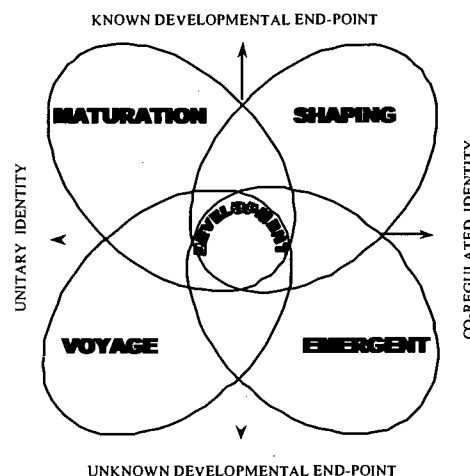 KNOWN DEVELOPMENTAL END-POINT
MATURATION
SHAPING
UNITARY IDENTITY
DEVELOPMENT
CO-REGULATED IDENTITY
VOYAGE
EMERGENT
UNKNOWN DEVELOPMENTAL END-POINT